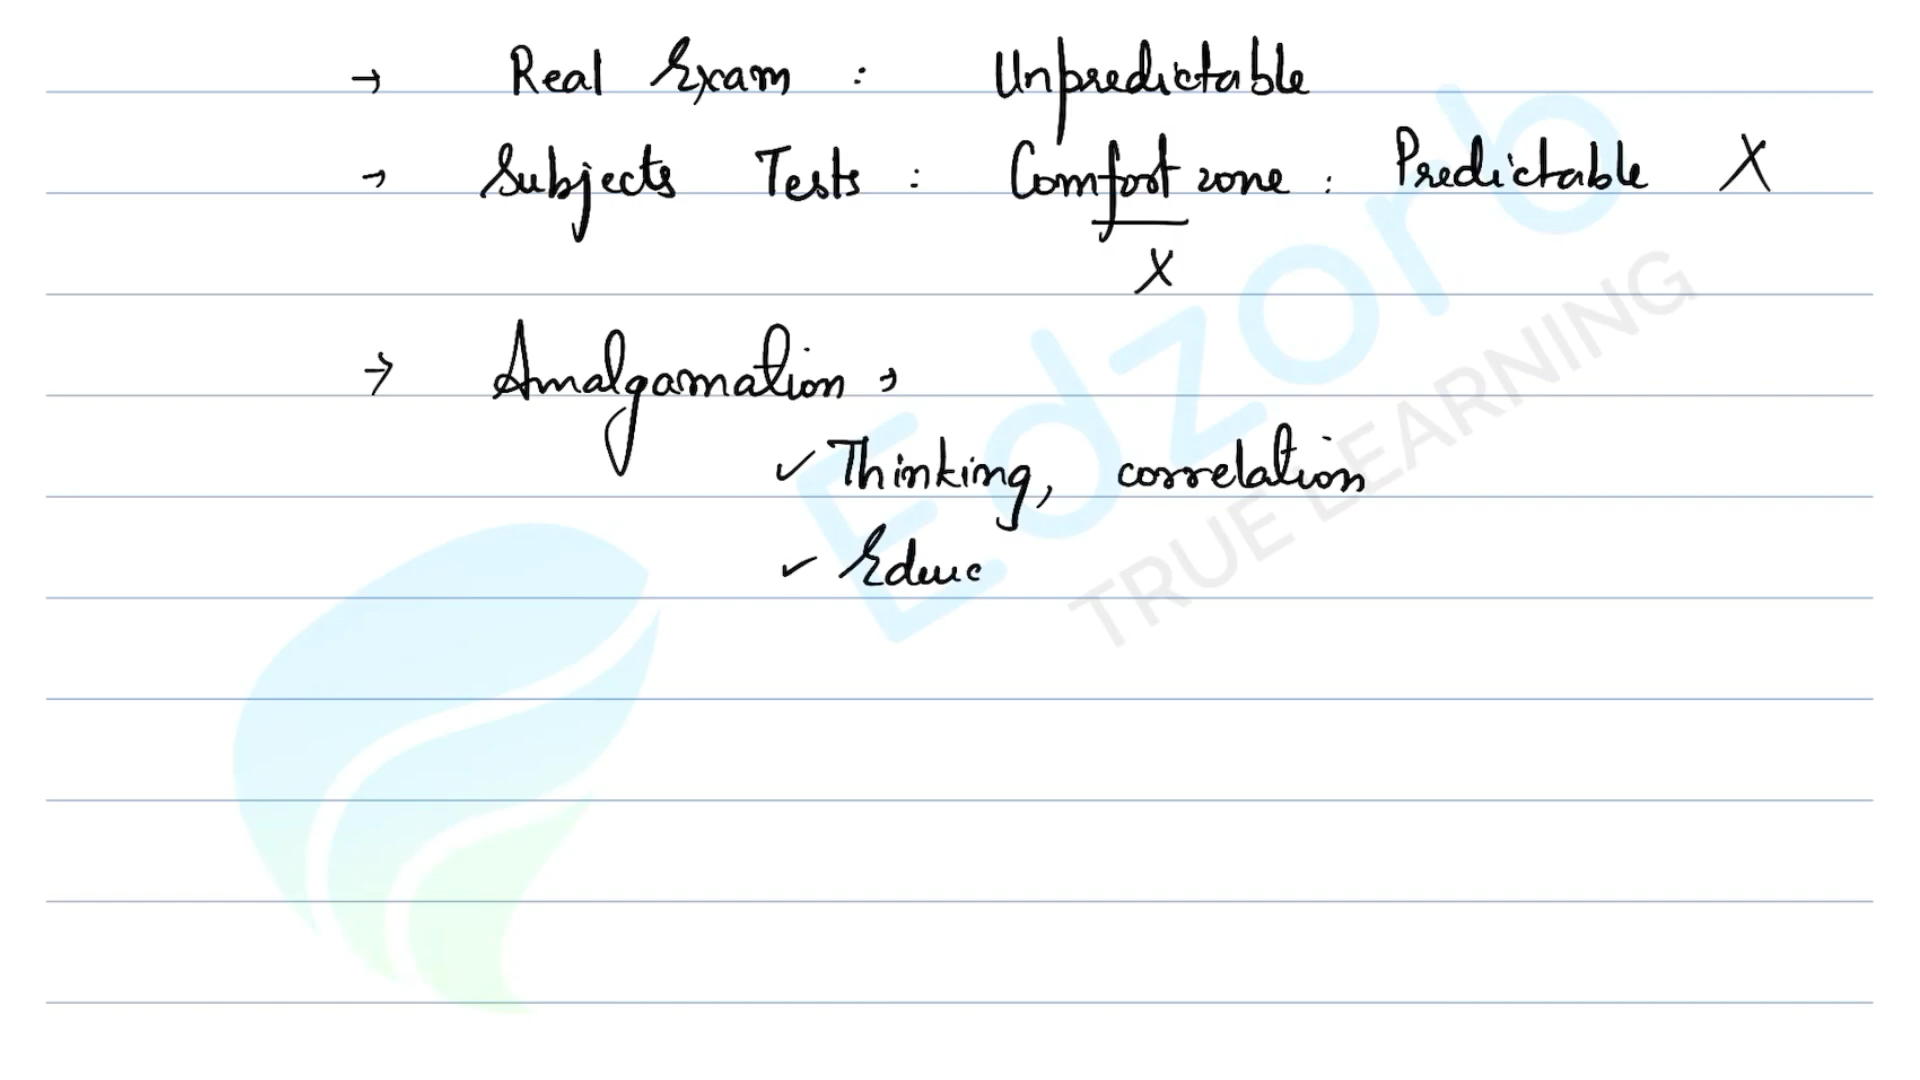 → Real Exam : Unpredictable
→ Subjects Tests : Comfort zone : Predictable X
X
→ Amalgamation →
✓ Thinking, correlation
✓ Educ
Edzorb
TRUE LEARNING